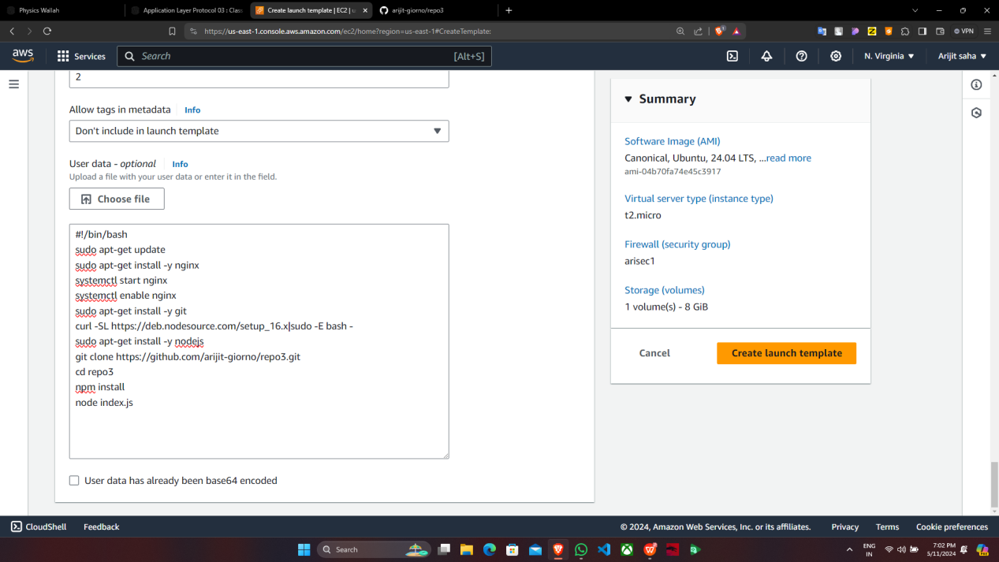 Physics Wallah
Application Layer Protocol 03 : Class
Create launch template | EC2 | u
arijit-giorno/repo3
https://us-east-1.console.aws.amazon.com/ec2/home?region=us-east-1#CreateTemplate:
VPN
aws
Services
Search
[Alt+S]
N. Virginia
Arijit saha
2
Allow tags in metadata
Info
Don't include in launch template
User data - optional
Info
Upload a file with your user data or enter it in the field.
Choose file
#!/bin/bash
sudo apt-get update
sudo apt-get install -y nginx
systemctl start nginx
systemctl enable nginx
sudo apt-get install -y git
curl -SL https://deb.nodesource.com/setup_16.x|sudo -E bash -
sudo apt-get install -y nodejs
git clone https://github.com/arijit-giorno/repo3.git
cd repo3
npm install
node index.js
User data has already been base64 encoded
Summary
Software Image (AMI)
Canonical, Ubuntu, 24.04 LTS, ...read more
ami-04b70fa74e45c3917
Virtual server type (instance type)
t2.micro
Firewall (security group)
arisec1
Storage (volumes)
1 volume(s) - 8 GiB
Cancel
Create launch template
CloudShell
Feedback
© 2024, Amazon Web Services, Inc. or its affiliates.
Privacy
Terms
Cookie preferences
Search
ENG
IN
7:02 PM
5/11/2024